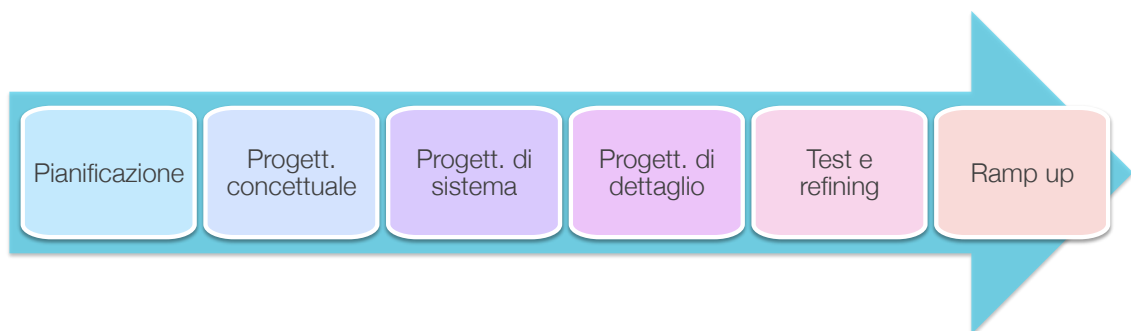 Pianificazione
Progett.
concettuale
Progett. di
sistema
Progett. di
dettaglio
Test e
refining
Ramp up